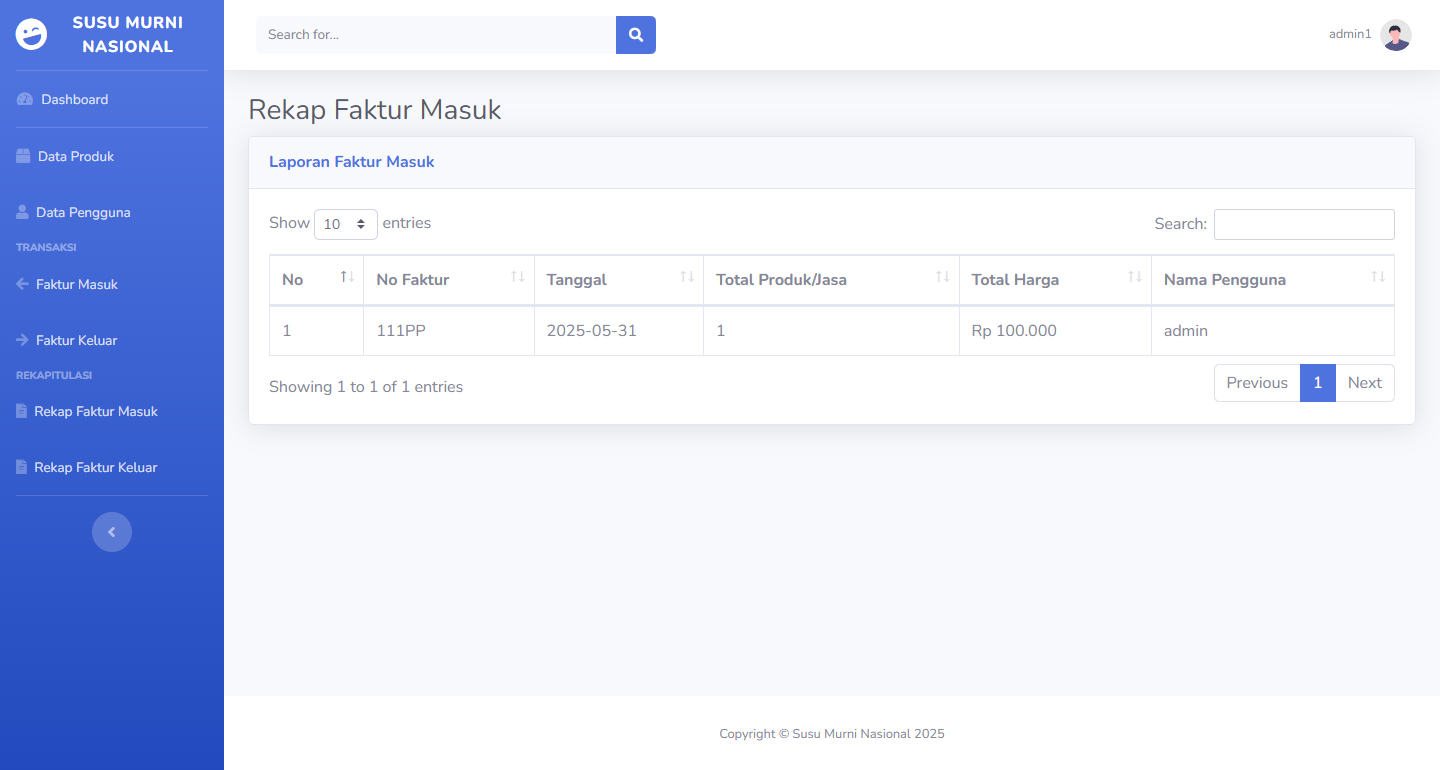 SUSU MURNI
NASIONAL
Dashboard
Data Produk
Data Pengguna
TRANSAKSI
Faktur Masuk
Faktur Keluar
REKAPITULASI
Rekap Faktur Masuk
Rekap Faktur Keluar
Search for...
admin1
Rekap Faktur Masuk
Laporan Faktur Masuk
Show 10 entries
Search:
No No Faktur Tanggal Total Produk/Jasa Total Harga Nama Pengguna
1 111PP 2025-05-31 1 Rp 100.000 admin
Showing 1 to 1 of 1 entries
Previous 1 Next
Copyright © Susu Murni Nasional 2025